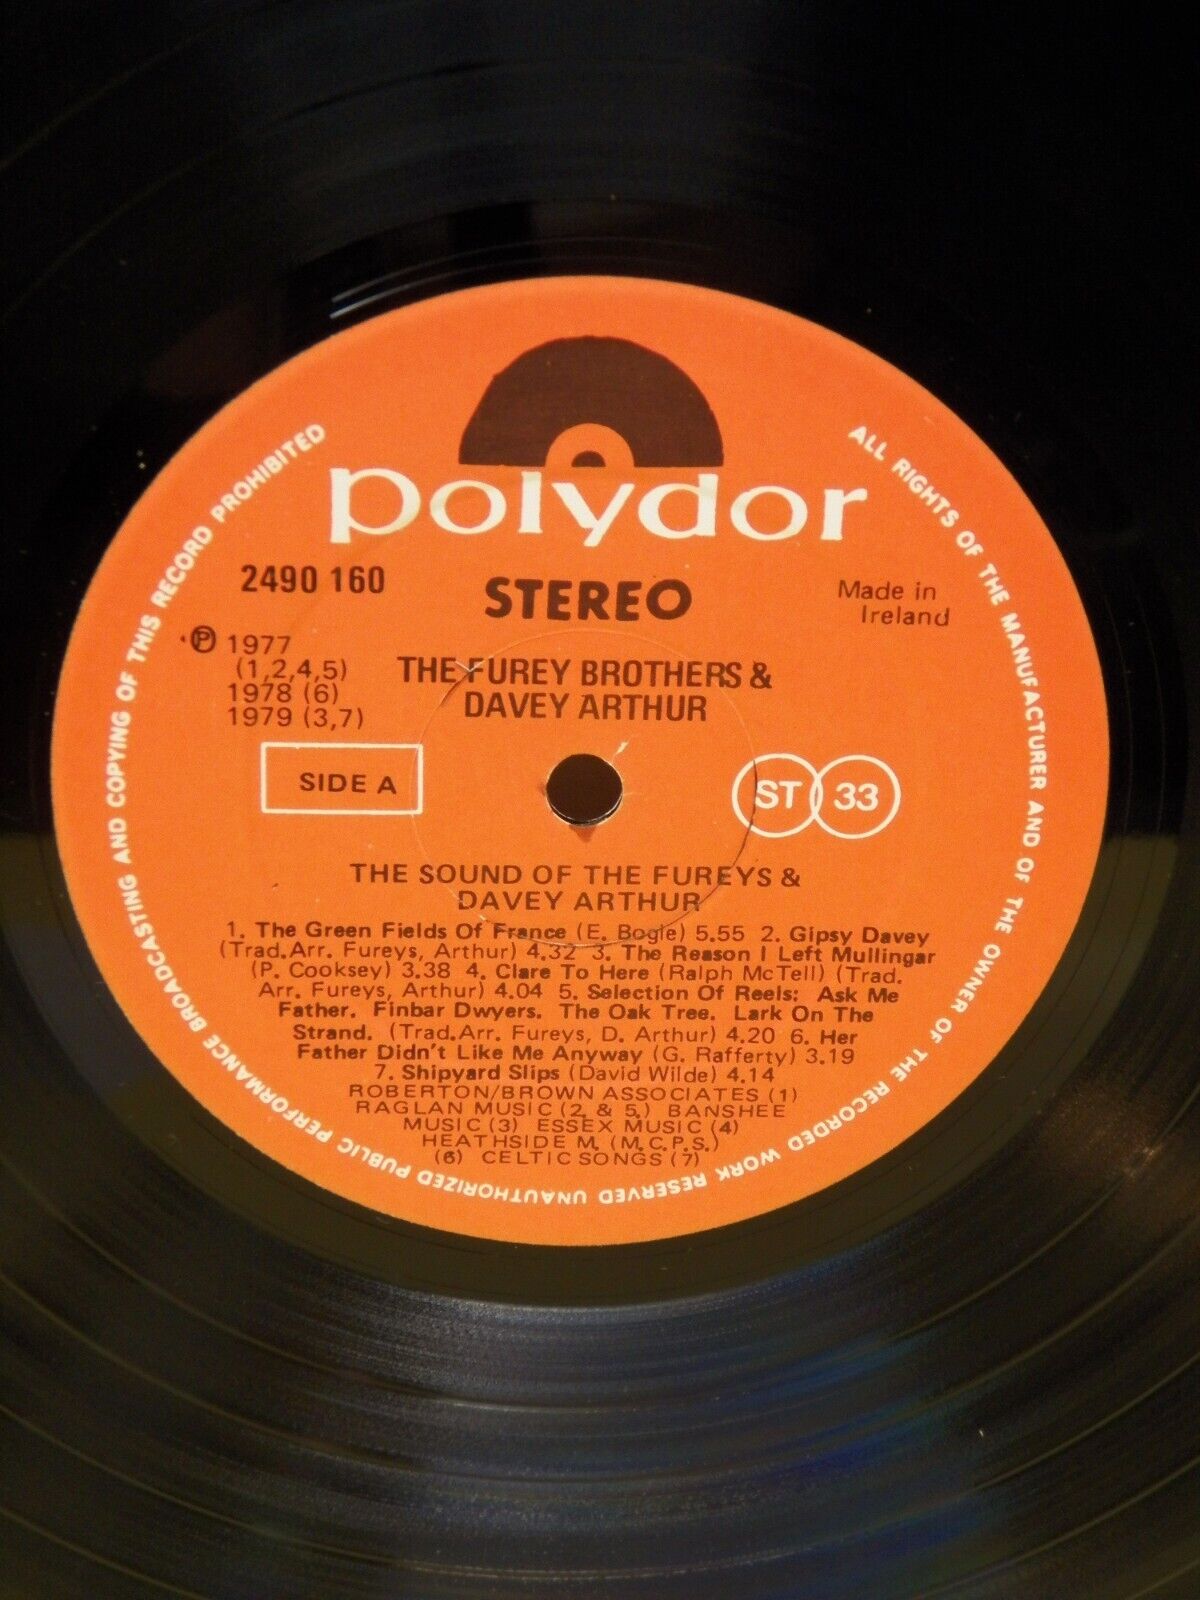 polydor
2490 160
STEREO
Made in
Ireland
℗ 1977
(1,2,4,5)
1978 (6)
1979 (3,7)
THE FUREY BROTHERS &
DAVEY ARTHUR
SIDE A
ST 33
THE SOUND OF THE FUREYS &
DAVEY ARTHUR
1. The Green Fields Of France (E. Bogle) 5.55 2. Gipsy Davey
(Trad.Arr. Fureys, Arthur) 4.32 3. The Reason I Left Mullingar
(P. Cooksey) 3.38 4. Clare To Here (Ralph McTell) (Trad.
Arr. Fureys, Arthur) 4.04 5. Selection Of Reels: Ask Me
Father. Finbar Dwyers. The Oak Tree. Lark On The
Strand. (Trad.Arr. Fureys, D. Arthur) 4.20 6. Her
Father Didn't Like Me Anyway (G. Rafferty) 3.19
7. Shipyard Slips (David Wilde) 4.14
ROBERTON/BROWN ASSOCIATES (1)
RAGLAN MUSIC (2 & 5,) BANSHEE
MUSIC (3) ESSEX MUSIC (4)
HEATHSIDE M. (M.C.P.S.)
(6) CELTIC SONGS (7)
ALL RIGHTS OF THE MANUFACTURER AND OF THE OWNER OF THE RECORDED WORK RESERVED UNAUTHORIZED PUBLIC PERFORMANCE BROADCASTING AND COPYING OF THIS RECORD PROHIBITED